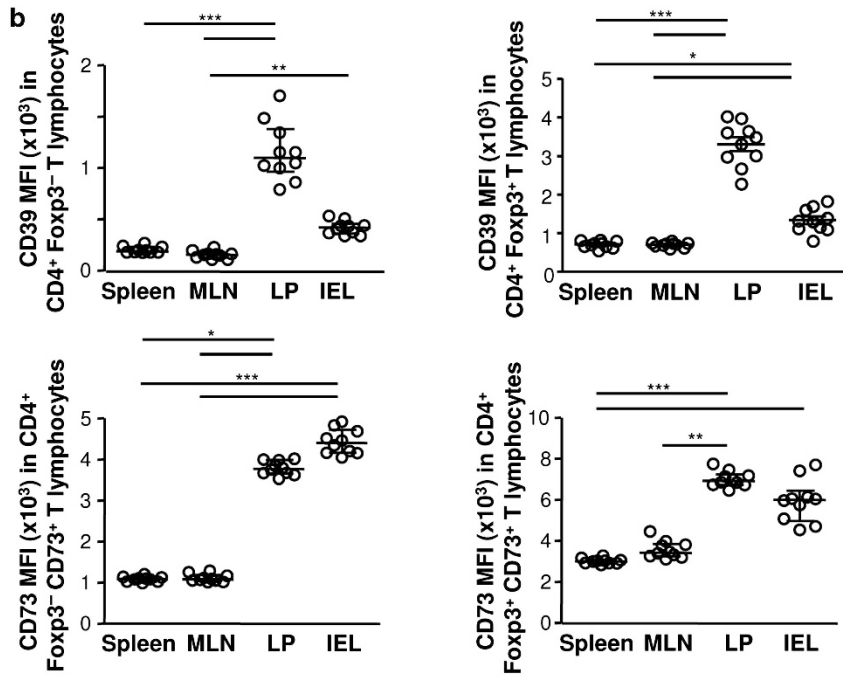 b
CD39 MFI (x10³) in
CD4⁺ Foxp3⁻ T lymphocytes
***
**
2
1
0
Spleen MLN LP IEL
CD39 MFI (x10³) in
CD4⁺ Foxp3⁺ T lymphocytes
***
*
5
4
3
2
1
0
Spleen MLN LP IEL
CD73 MFI (x10³) in CD4⁺
Foxp3⁻ CD73⁺ T lymphocytes
*
***
5
4
3
2
1
0
Spleen MLN LP IEL
CD73 MFI (x10³) in CD4⁺
Foxp3⁺ CD73⁺ T lymphocytes
***
**
10
8
6
4
2
0
Spleen MLN LP IEL